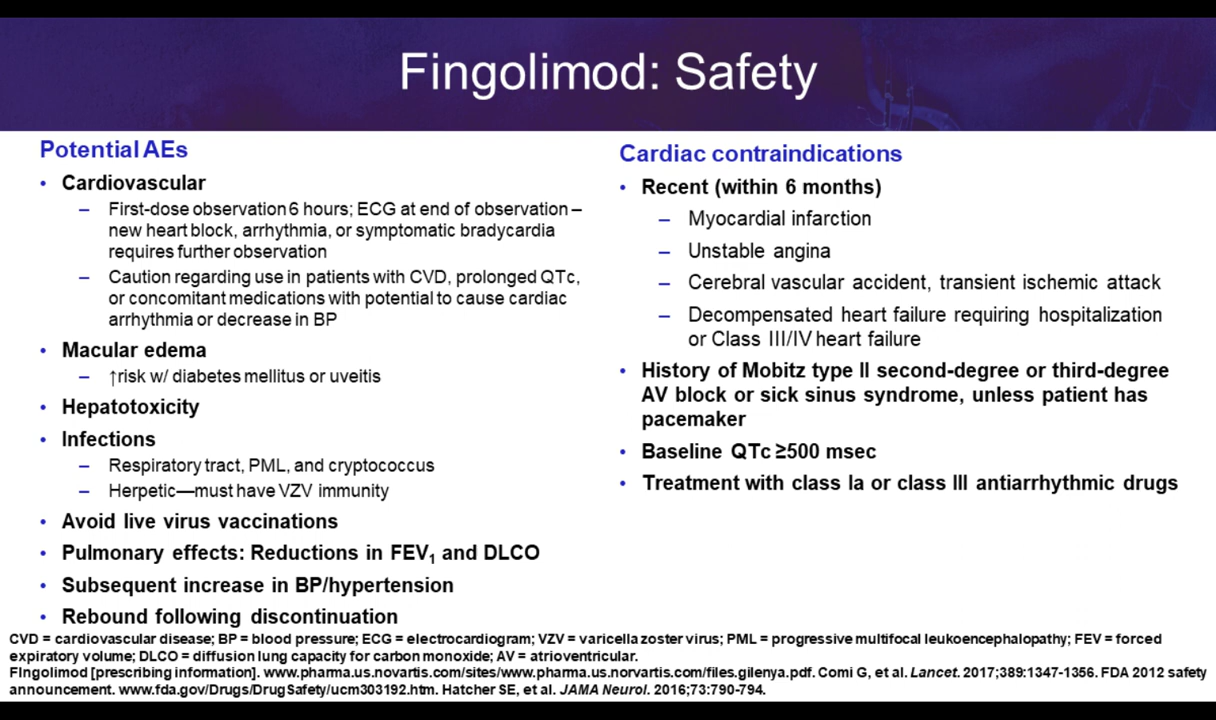 Fingolimod: Safety
Potential AEs
• Cardiovascular
– First-dose observation 6 hours; ECG at end of observation –
new heart block, arrhythmia, or symptomatic bradycardia
requires further observation
– Caution regarding use in patients with CVD, prolonged QTc,
or concomitant medications with potential to cause cardiac
arrhythmia or decrease in BP
• Macular edema
– ↑risk w/ diabetes mellitus or uveitis
• Hepatotoxicity
• Infections
– Respiratory tract, PML, and cryptococcus
– Herpetic—must have VZV immunity
• Avoid live virus vaccinations
• Pulmonary effects: Reductions in FEV₁ and DLCO
• Subsequent increase in BP/hypertension
• Rebound following discontinuation
Cardiac contraindications
• Recent (within 6 months)
– Myocardial infarction
– Unstable angina
– Cerebral vascular accident, transient ischemic attack
– Decompensated heart failure requiring hospitalization
or Class III/IV heart failure
• History of Mobitz type II second-degree or third-degree
AV block or sick sinus syndrome, unless patient has
pacemaker
• Baseline QTc ≥500 msec
• Treatment with class Ia or class III antiarrhythmic drugs
CVD = cardiovascular disease; BP = blood pressure; ECG = electrocardiogram; VZV = varicella zoster virus; PML = progressive multifocal leukoencephalopathy; FEV = forced
expiratory volume; DLCO = diffusion lung capacity for carbon monoxide; AV = atrioventricular.
FIngolimod [prescribing information]. www.pharma.us.novartis.com/sites/www.pharma.us.norvartis.com/files.gilenya.pdf. Comi G, et al. Lancet. 2017;389:1347-1356. FDA 2012 safety
announcement. www.fda.gov/Drugs/DrugSafety/ucm303192.htm. Hatcher SE, et al. JAMA Neurol. 2016;73:790-794.